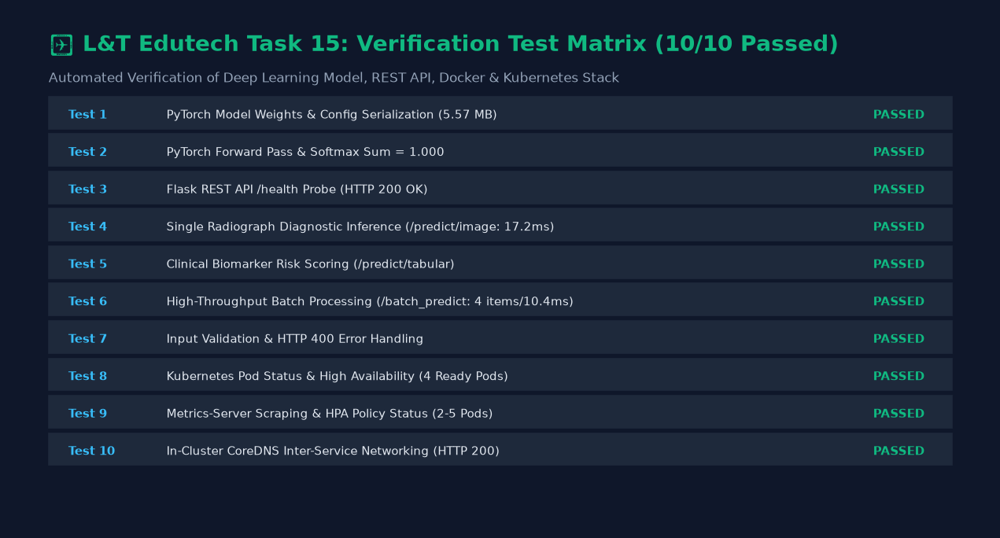 L&T Edutech Task 15: Verification Test Matrix (10/10 Passed)
Automated Verification of Deep Learning Model, REST API, Docker & Kubernetes Stack
Test 1 PyTorch Model Weights & Config Serialization (5.57 MB) PASSED
Test 2 PyTorch Forward Pass & Softmax Sum = 1.000 PASSED
Test 3 Flask REST API /health Probe (HTTP 200 OK) PASSED
Test 4 Single Radiograph Diagnostic Inference (/predict/image: 17.2ms) PASSED
Test 5 Clinical Biomarker Risk Scoring (/predict/tabular) PASSED
Test 6 High-Throughput Batch Processing (/batch_predict: 4 items/10.4ms) PASSED
Test 7 Input Validation & HTTP 400 Error Handling PASSED
Test 8 Kubernetes Pod Status & High Availability (4 Ready Pods) PASSED
Test 9 Metrics-Server Scraping & HPA Policy Status (2-5 Pods) PASSED
Test 10 In-Cluster CoreDNS Inter-Service Networking (HTTP 200) PASSED